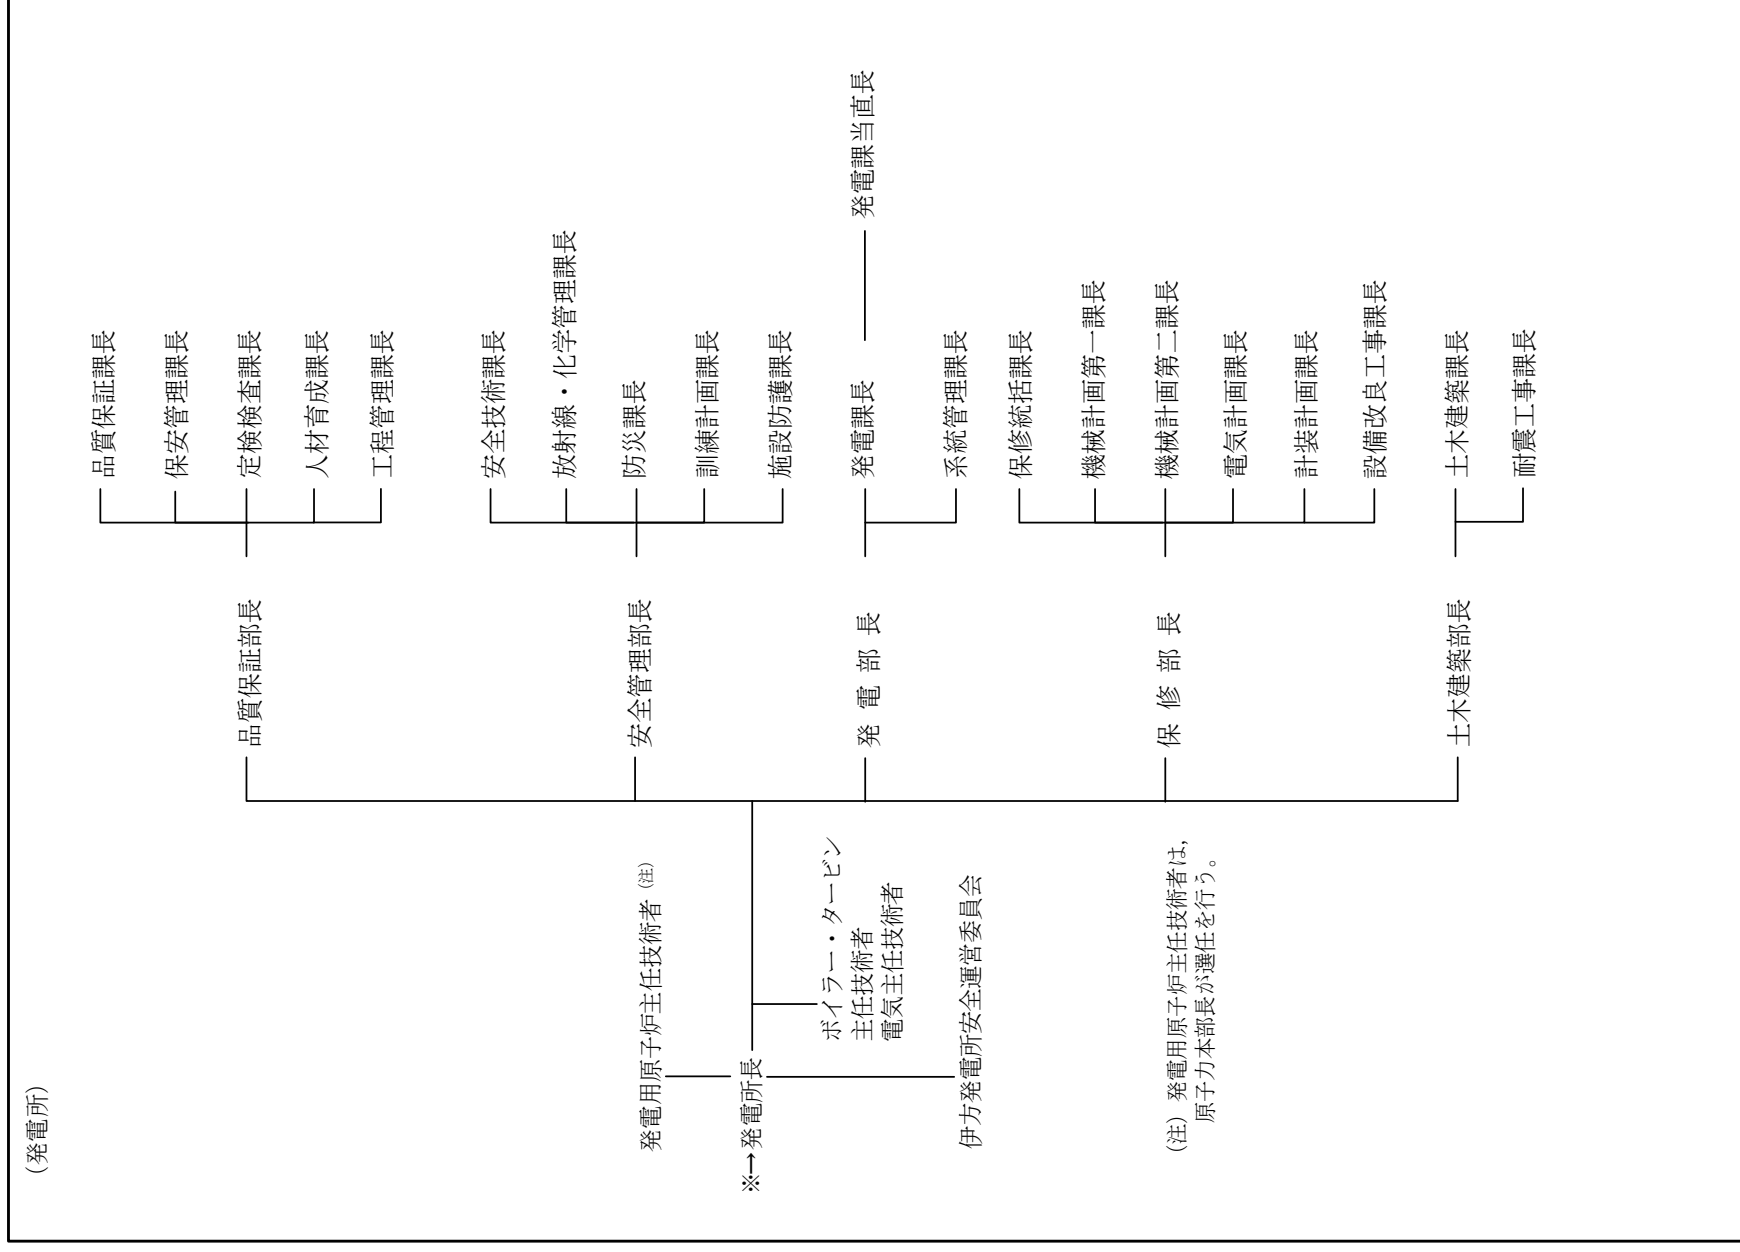 (発電所)
発電用原子炉主任技術者 (注)
※→発電所長
ボイラー・タービン
主任技術者
電気主任技術者
伊方発電所安全運営委員会
(注) 発電用原子炉主任技術者は,
原子力本部長が選任を行う。
品質保証部長
品質保証課長
保安管理課長
定検検査課長
人材育成課長
工程管理課長
安全管理部長
安全技術課長
放射線・化学管理課長
防災課長
訓練計画課長
施設防護課長
発電部長
発電課長
発電課当直長
系統管理課長
保修部長
保修統括課長
機械計画第一課長
機械計画第二課長
電気計画課長
計装計画課長
設備改良工事課長
土木建築部長
土木建築課長
耐震工事課長